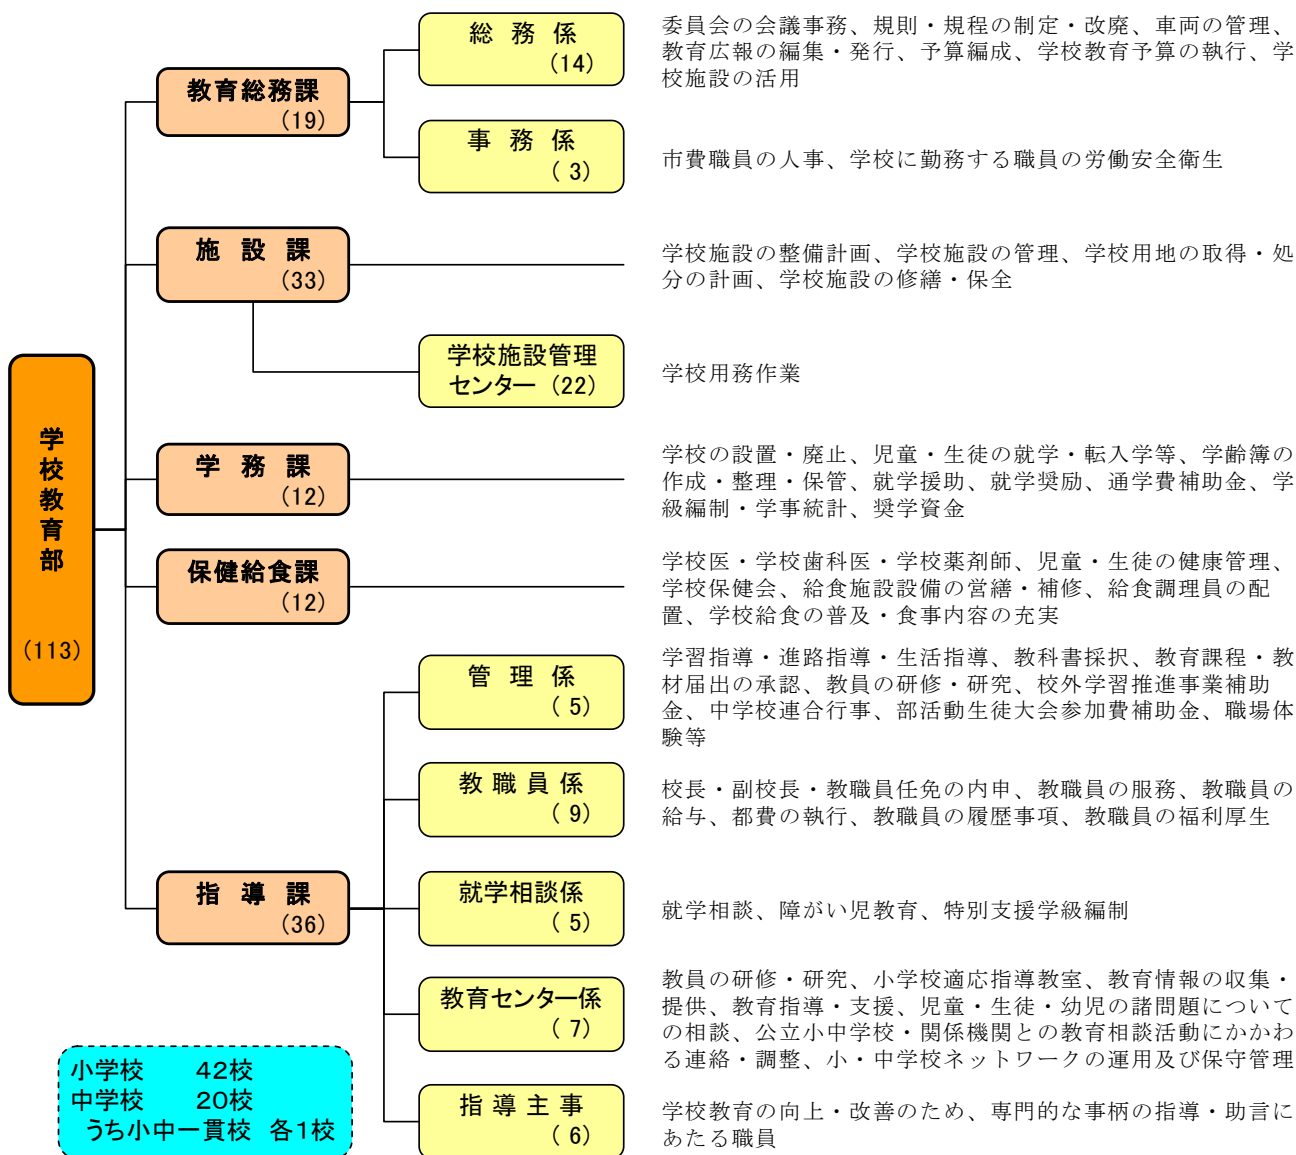 学校教育部
(113)
教育総務課
(19)
総務係
(14)
委員会の会議事務、規則・規程の制定・改廃、車両の管理、
教育広報の編集・発行、予算編成、学校教育予算の執行、学
校施設の活用
事務係
( 3)
市費職員の人事、学校に勤務する職員の労働安全衛生
施設課
(33)
学校施設の整備計画、学校施設の管理、学校用地の取得・処
分の計画、学校施設の修繕・保全
学校施設管理
センター (22)
学校用務作業
学務課
(12)
学校の設置・廃止、児童・生徒の就学・転入学等、学齢簿の
作成・整理・保管、就学援助、就学奨励、通学費補助金、学
級編制・学事統計、奨学資金
保健給食課
(12)
学校医・学校歯科医・学校薬剤師、児童・生徒の健康管理、
学校保健会、給食施設設備の営繕・補修、給食調理員の配
置、学校給食の普及・食事内容の充実
指導課
(36)
管理係
( 5)
学習指導・進路指導・生活指導、教科書採択、教育課程・教
材届出の承認、教員の研修・研究、校外学習推進事業補助
金、中学校連合行事、部活動生徒大会参加費補助金、職場体
験等
教職員係
( 9)
校長・副校長・教職員任免の内申、教職員の服務、教職員の
給与、都費の執行、教職員の履歴事項、教職員の福利厚生
就学相談係
( 5)
就学相談、障がい児教育、特別支援学級編制
教育センター係
( 7)
教員の研修・研究、小学校適応指導教室、教育情報の収集・
提供、教育指導・支援、児童・生徒・幼児の諸問題について
の相談、公立小中学校・関係機関との教育相談活動にかかわ
る連絡・調整、小・中学校ネットワークの運用及び保守管理
指導主事
( 6)
学校教育の向上・改善のため、専門的な事柄の指導・助言に
あたる職員
小学校 42校
中学校 20校
うち小中一貫校 各1校